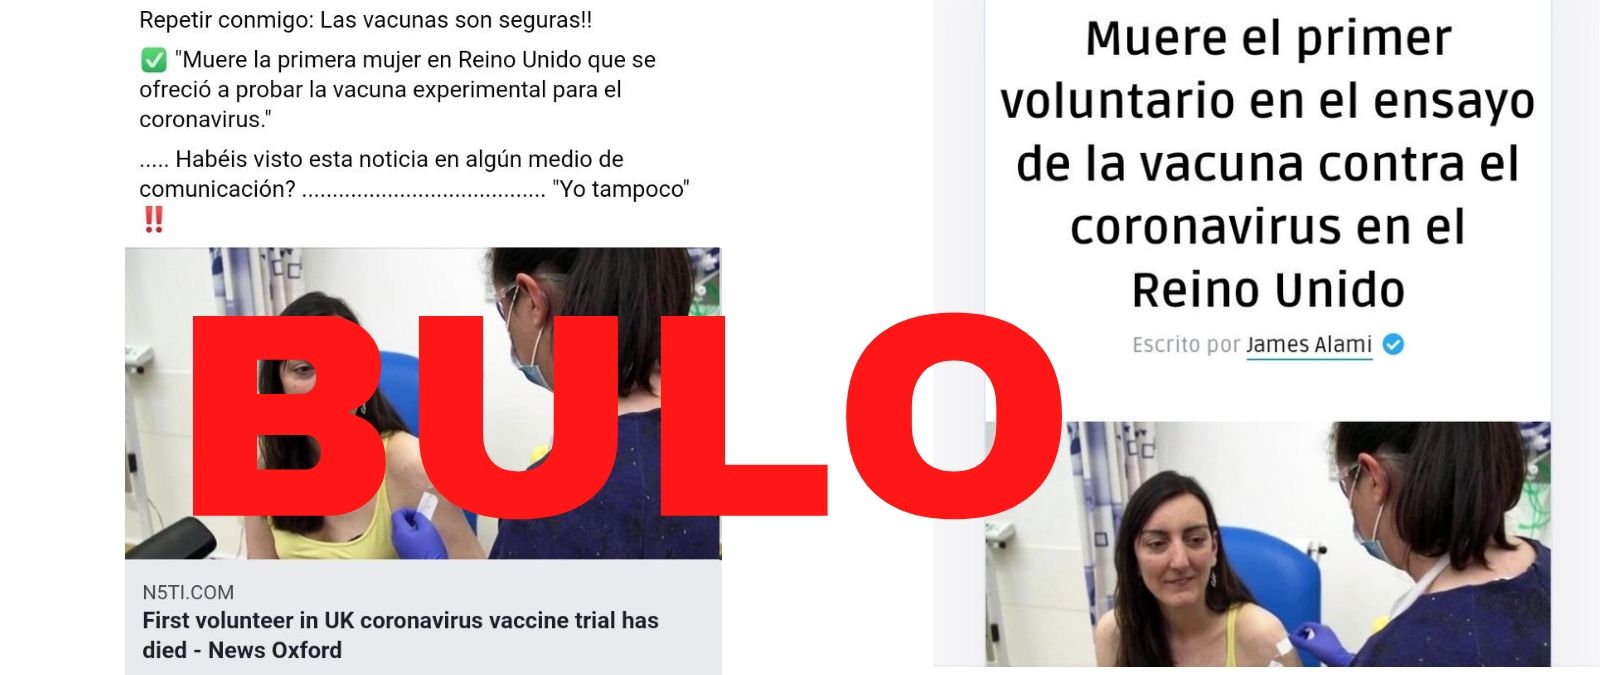 Repetir conmigo: Las vacunas son seguras!!
✅ "Muere la primera mujer en Reino Unido que se
ofreció a probar la vacuna experimental para el
coronavirus."
..... Habéis visto esta noticia en algún medio de
comunicación? ........................................ "Yo tampoco"
‼️
BULO
N5TI.COM
First volunteer in UK coronavirus vaccine trial has
died - News Oxford
Muere el primer
voluntario en el ensayo
de la vacuna contra el
coronavirus en el
Reino Unido
Escrito por James Alami